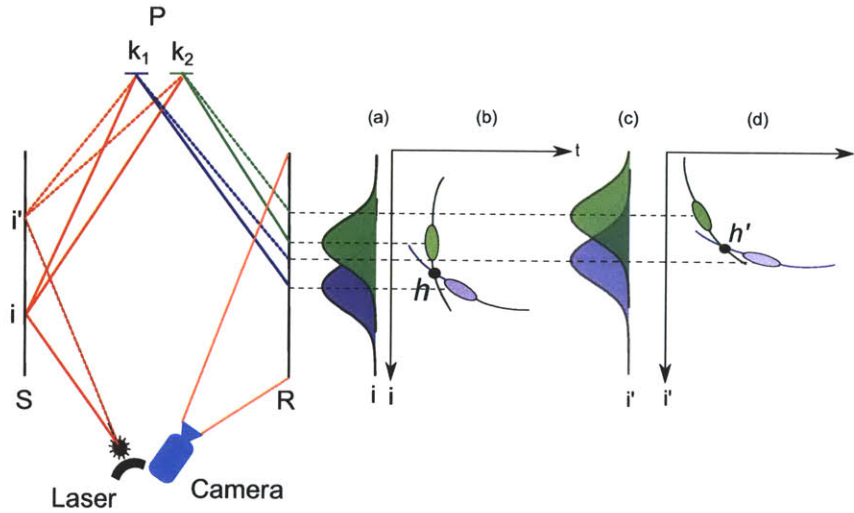 P
k1 k2
(a) (b) (c) (d)
t
i'
h'
h
i
S
R
i i
i'
i'
Laser
Camera